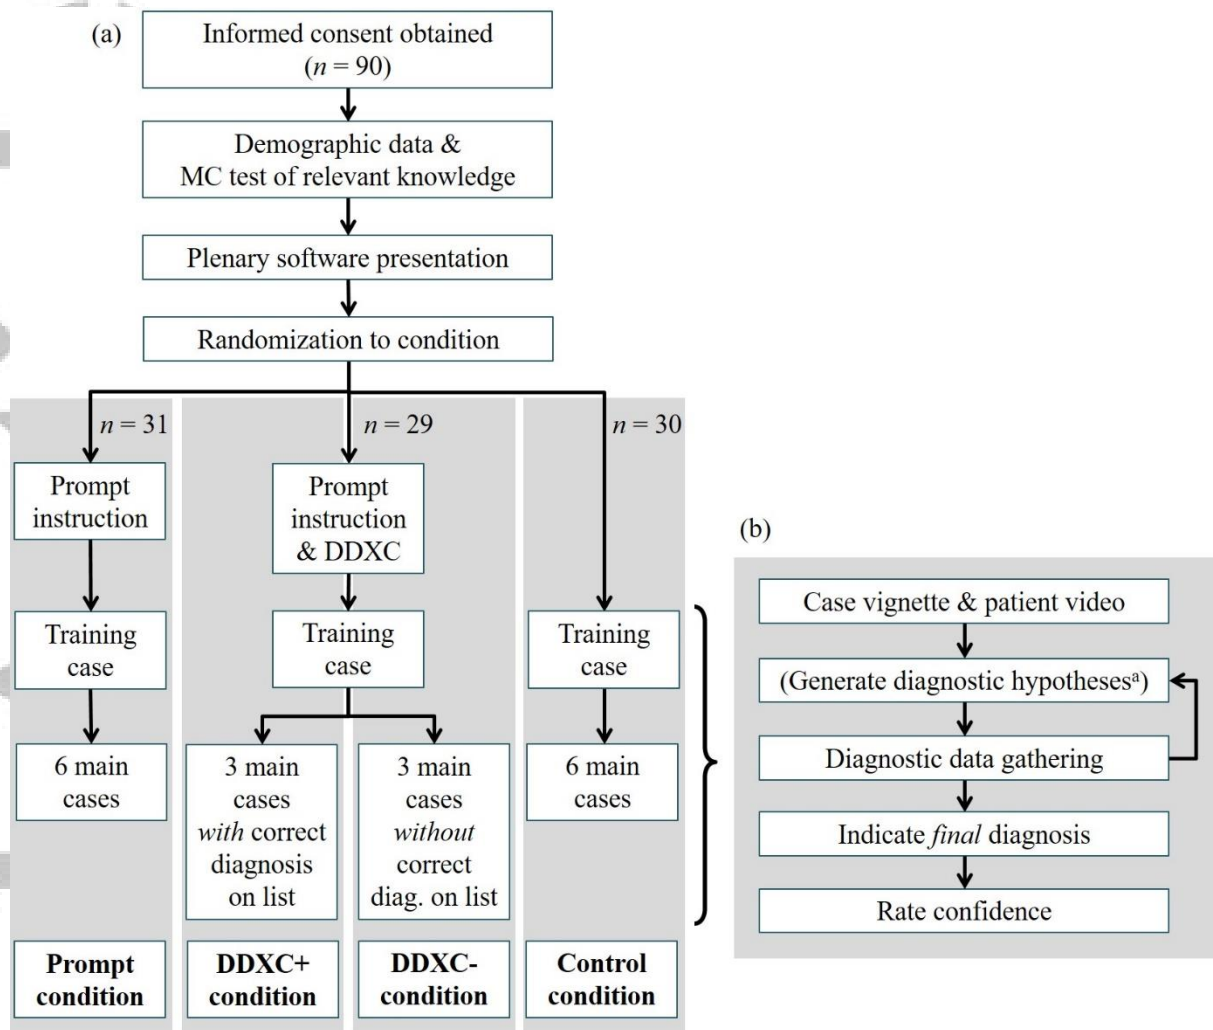 (a)
Informed consent obtained
(n = 90)
Demographic data &
MC test of relevant knowledge
Plenary software presentation
Randomization to condition
n = 31
n = 29
n = 30
Prompt
instruction
Prompt
instruction
& DDXC
Training
case
Training
case
Training
case
6 main
cases
3 main
cases
with correct
diagnosis
on list
3 main
cases
without
correct
diag. on list
6 main
cases
Prompt
condition
DDXC+
condition
DDXC-
condition
Control
condition
(b)
Case vignette & patient video
(Generate diagnostic hypothesesᵃ)
Diagnostic data gathering
Indicate final diagnosis
Rate confidence